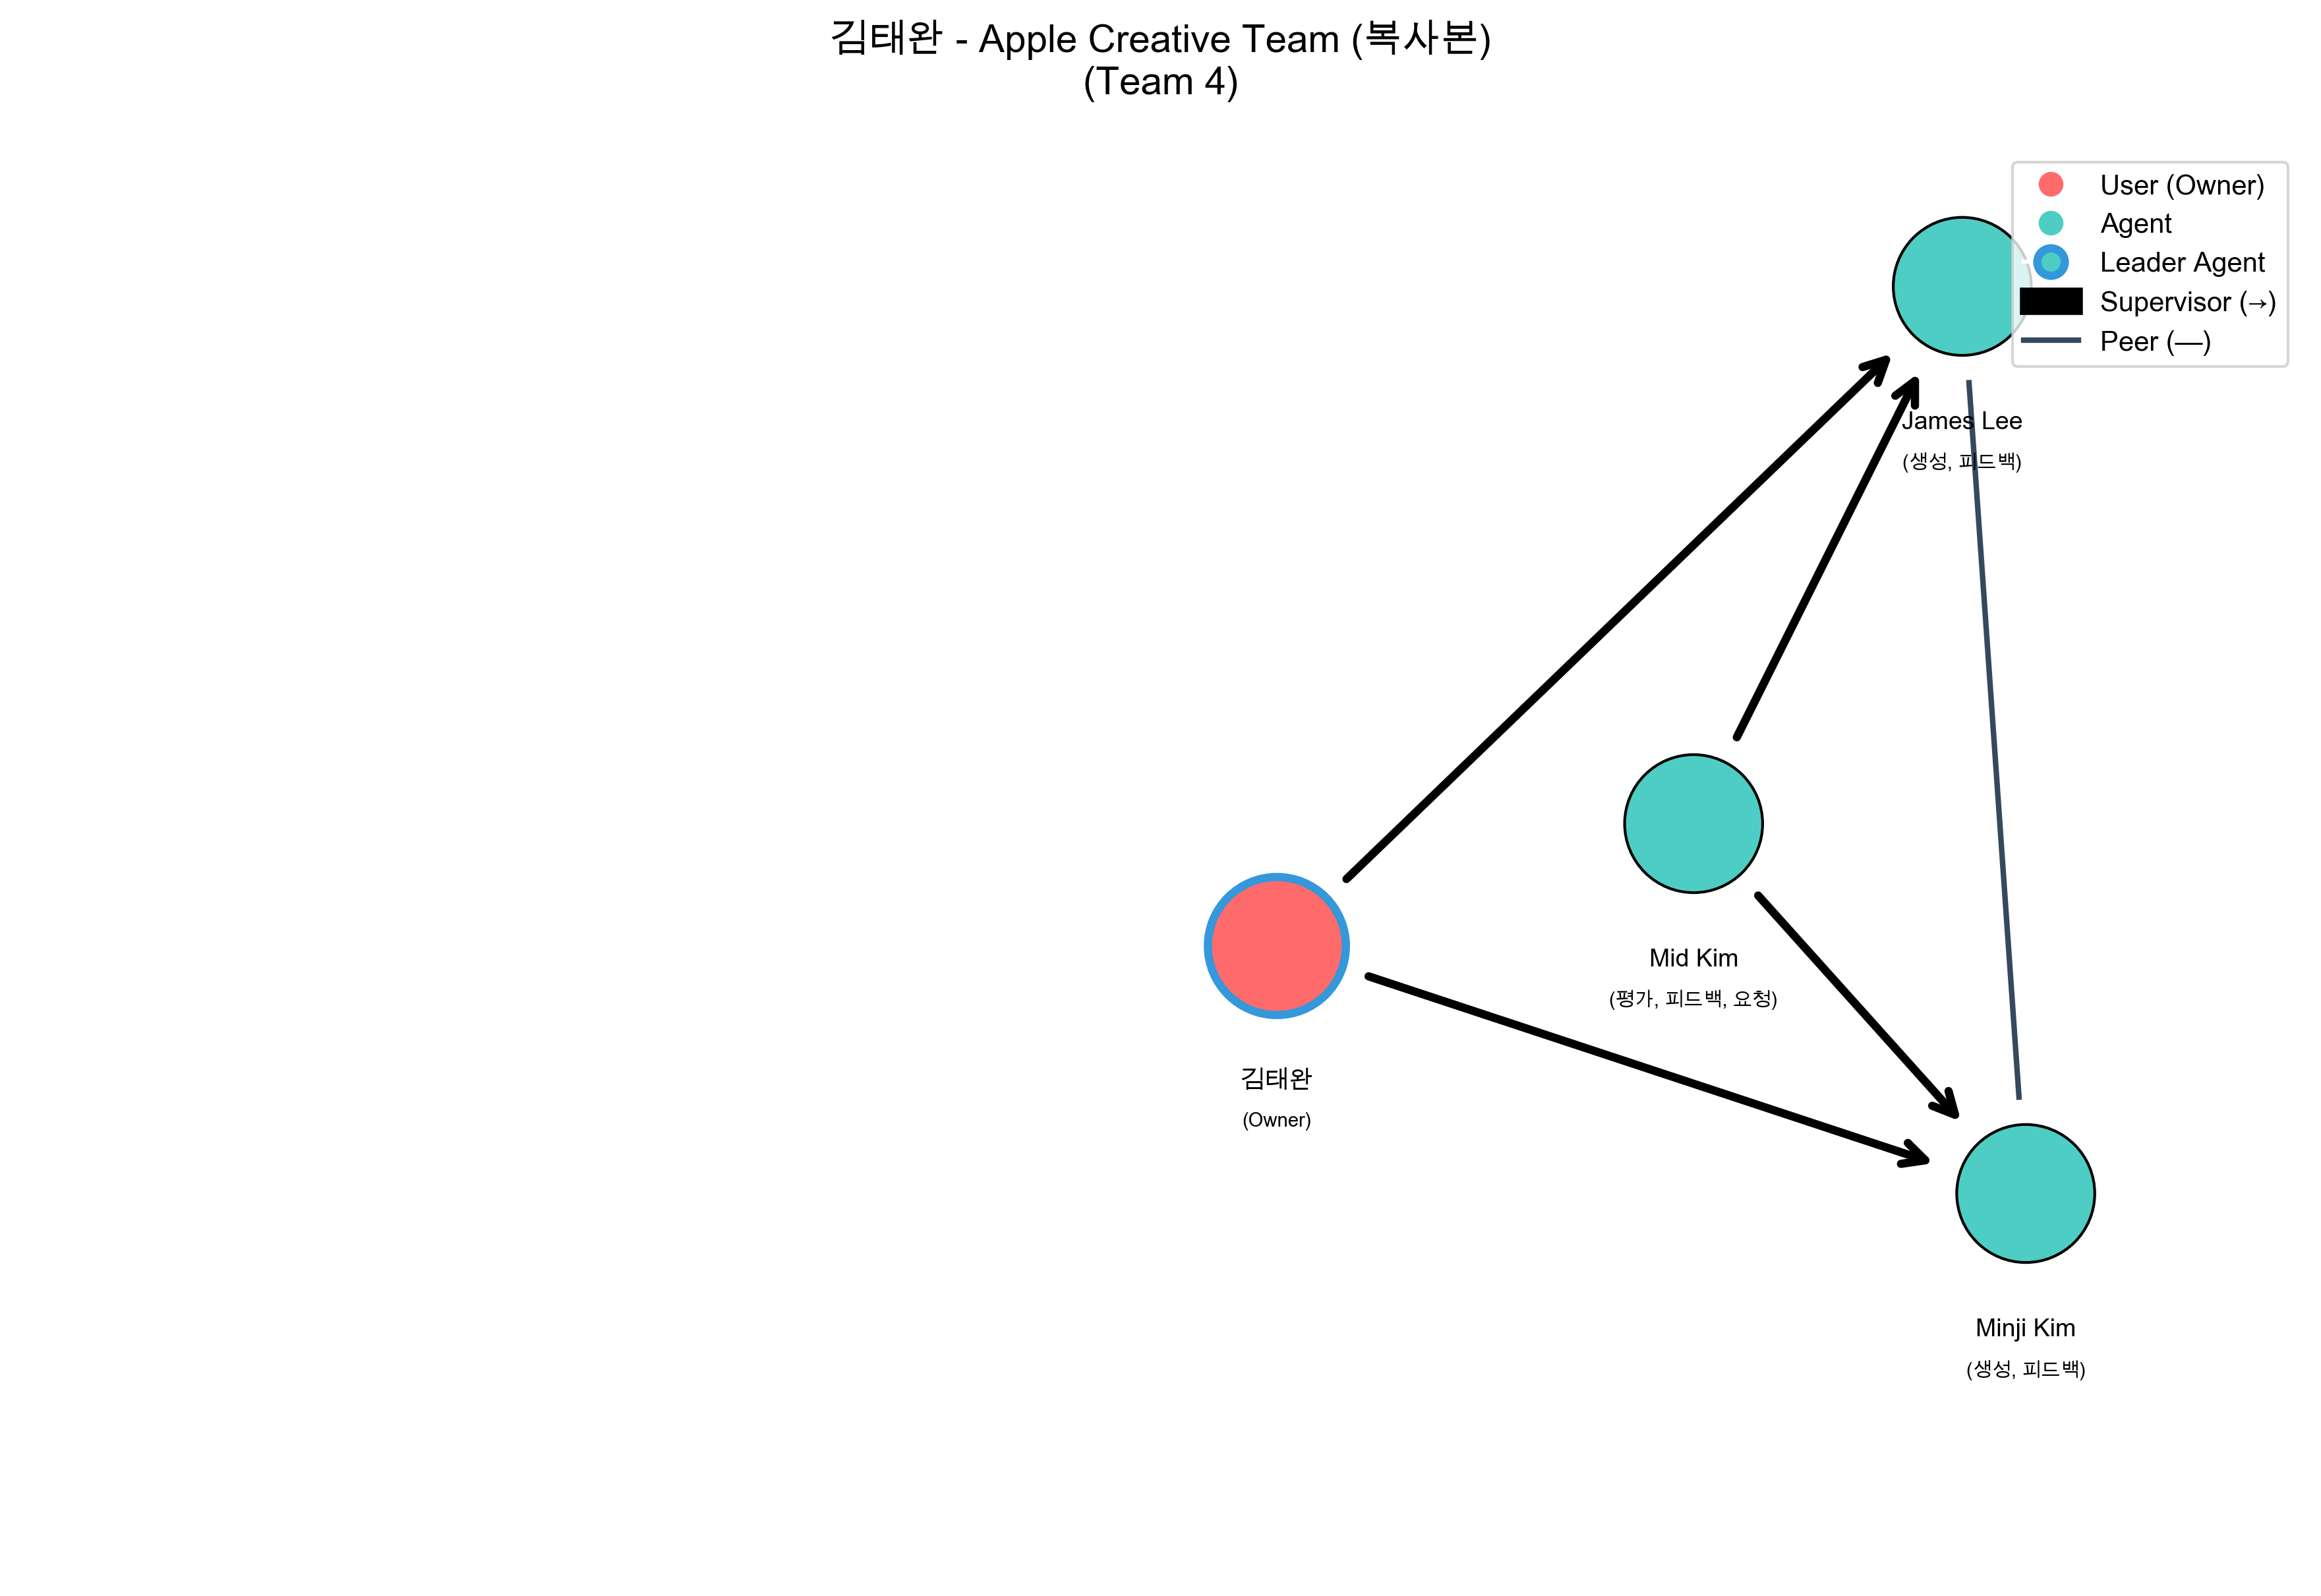 김태완 - Apple Creative Team (복사본)
(Team 4)
User (Owner)
Agent
Leader Agent
Supervisor (→)
Peer (—)
James Lee
(생성, 피드백)
Mid Kim
(평가, 피드백, 요청)
김태완
(Owner)
Minji Kim
(생성, 피드백)